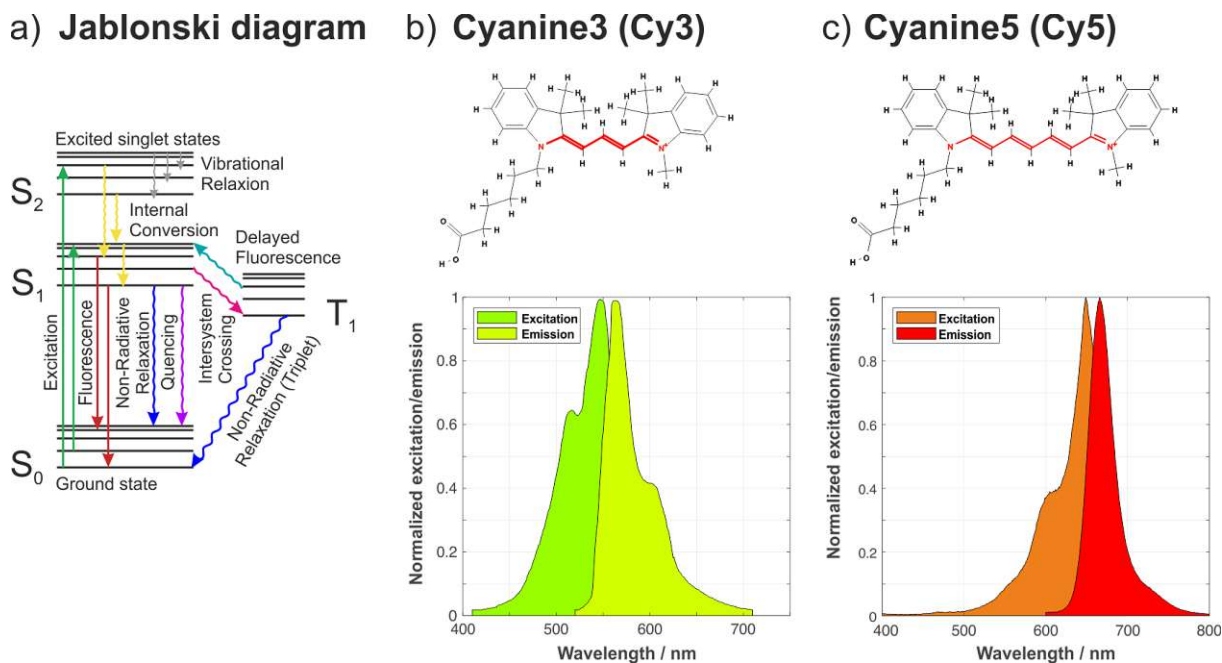 a) Jablonski diagram
Excited singlet states
Vibrational
Relaxion
S2
Internal
Conversion
Delayed
Fluorescence
S1
T1
Excitation
Fluorescence
Non-Radiative
Relaxation
Quencing
Intersystem
Crossing
Non-Radiative
Relaxation (Triplet)
S0
Ground state
b) Cyanine3 (Cy3)
H H H H H H H H H H H H H H H H H H H H H H H H
N N+
O
H O
Normalized excitation/emission
1
0.8
0.6
0.4
0.2
0
Excitation
Emission
400 500 600 700
Wavelength / nm
c) Cyanine5 (Cy5)
H H H H H H H H H H H H H H H H H H H H H H H H
N N+
O
H O
Normalized excitation/emission
1
0.8
0.6
0.4
0.2
0
Excitation
Emission
400 500 600 700 800
Wavelength / nm